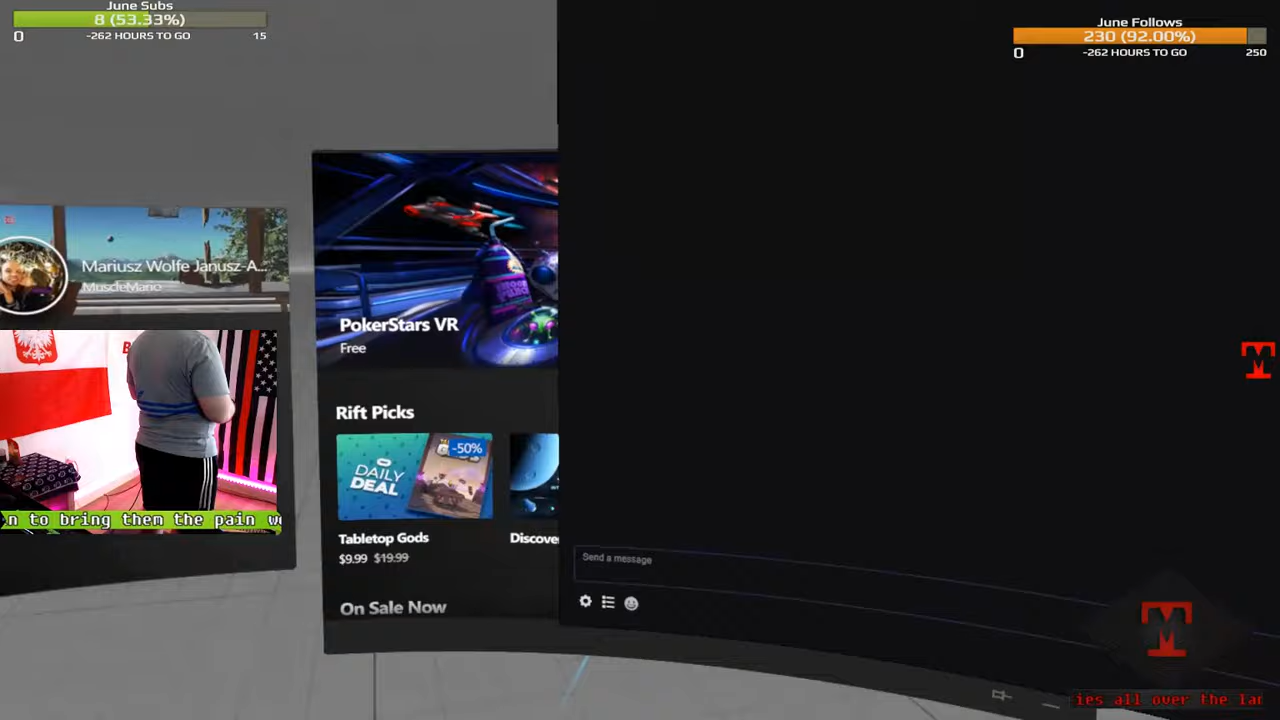 June Subs
8 (53.33%)
0
-262 HOURS TO GO
15
June Follows
230 (92.00%)
0
-262 HOURS TO GO
250
Mariusz Wolfe Janusz-A...
MuscleMario
n to bring them the pain
PokerStars VR
Free
Rift Picks
-50%
DAILY
DEAL
Tabletop Gods
$9.99 $19.99
Discove
On Sale Now
Send a message
ies all over the